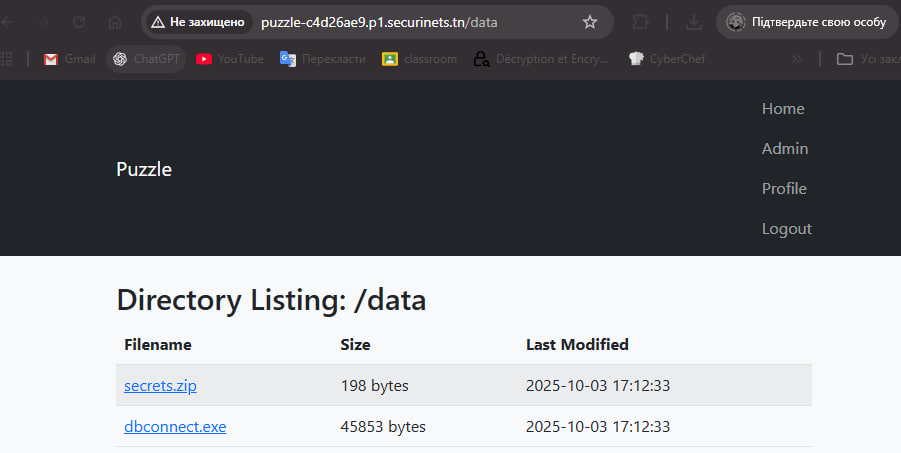 Не захищено puzzle-c4d26ae9.p1.securinets.tn/data Підтвердьте свою особу
Gmail ChatGPT YouTube Перекласти classroom Décryption et Encry... CyberChef » Усі закл
Home
Admin
Puzzle
Profile
Logout
Directory Listing: /data
Filename Size Last Modified
secrets.zip 198 bytes 2025-10-03 17:12:33
dbconnect.exe 45853 bytes 2025-10-03 17:12:33